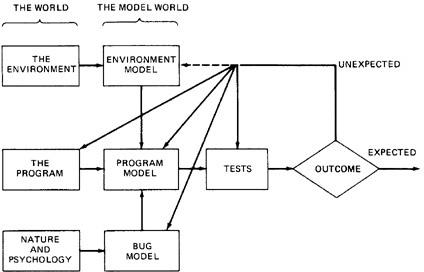 THE WORLD
THE MODEL WORLD
THE
ENVIRONMENT
ENVIRONMENT
MODEL
UNEXPECTED
THE
PROGRAM
PROGRAM
MODEL
TESTS
OUTCOME
EXPECTED
NATURE
AND
PSYCHOLOGY
BUG
MODEL